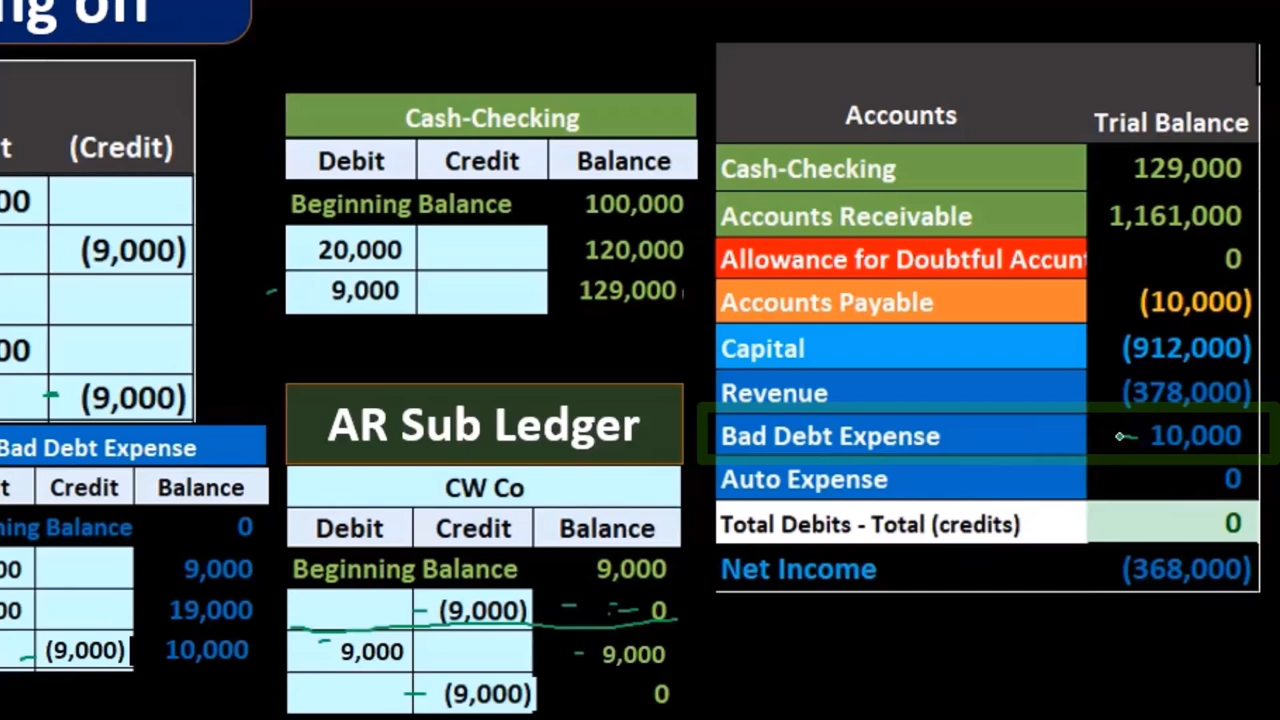 ng off
t (Credit)
00
(9,000)
00
(9,000)
Bad Debt Expense
t Credit Balance
ning Balance 0
00 9,000
00 19,000
(9,000) 10,000
Cash-Checking
Debit Credit Balance
Beginning Balance 100,000
20,000 120,000
9,000 129,000
AR Sub Ledger
CW Co
Debit Credit Balance
Beginning Balance 9,000
(9,000) 0
9,000 9,000
(9,000) 0
Accounts Trial Balance
Cash-Checking 129,000
Accounts Receivable 1,161,000
Allowance for Doubtful Accunt 0
Accounts Payable (10,000)
Capital (912,000)
Revenue (378,000)
Bad Debt Expense 10,000
Auto Expense 0
Total Debits - Total (credits) 0
Net Income (368,000)